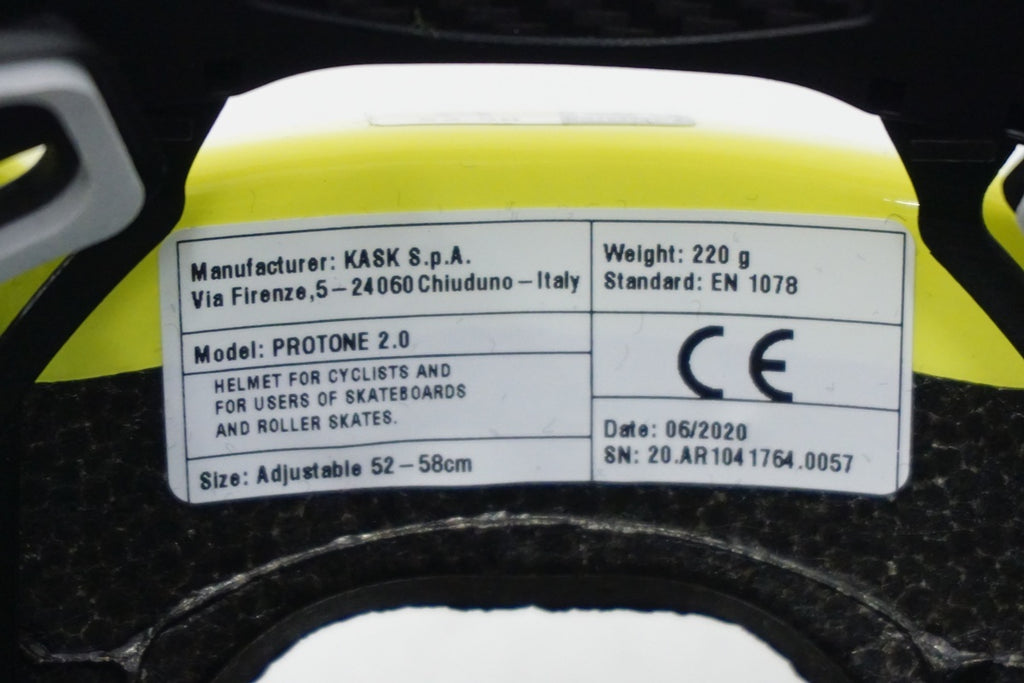 Manufacturer: KASK S.p.A.
Via Firenze,5 – 24060 Chiuduno – Italy
Model: PROTONE 2.0
HELMET FOR CYCLISTS AND
FOR USERS OF SKATEBOARDS
AND ROLLER SKATES.
Size: Adjustable 52 – 58cm
Weight: 220 g
Standard: EN 1078
CE
Date: 06/2020
SN: 20.AR1041764.0057